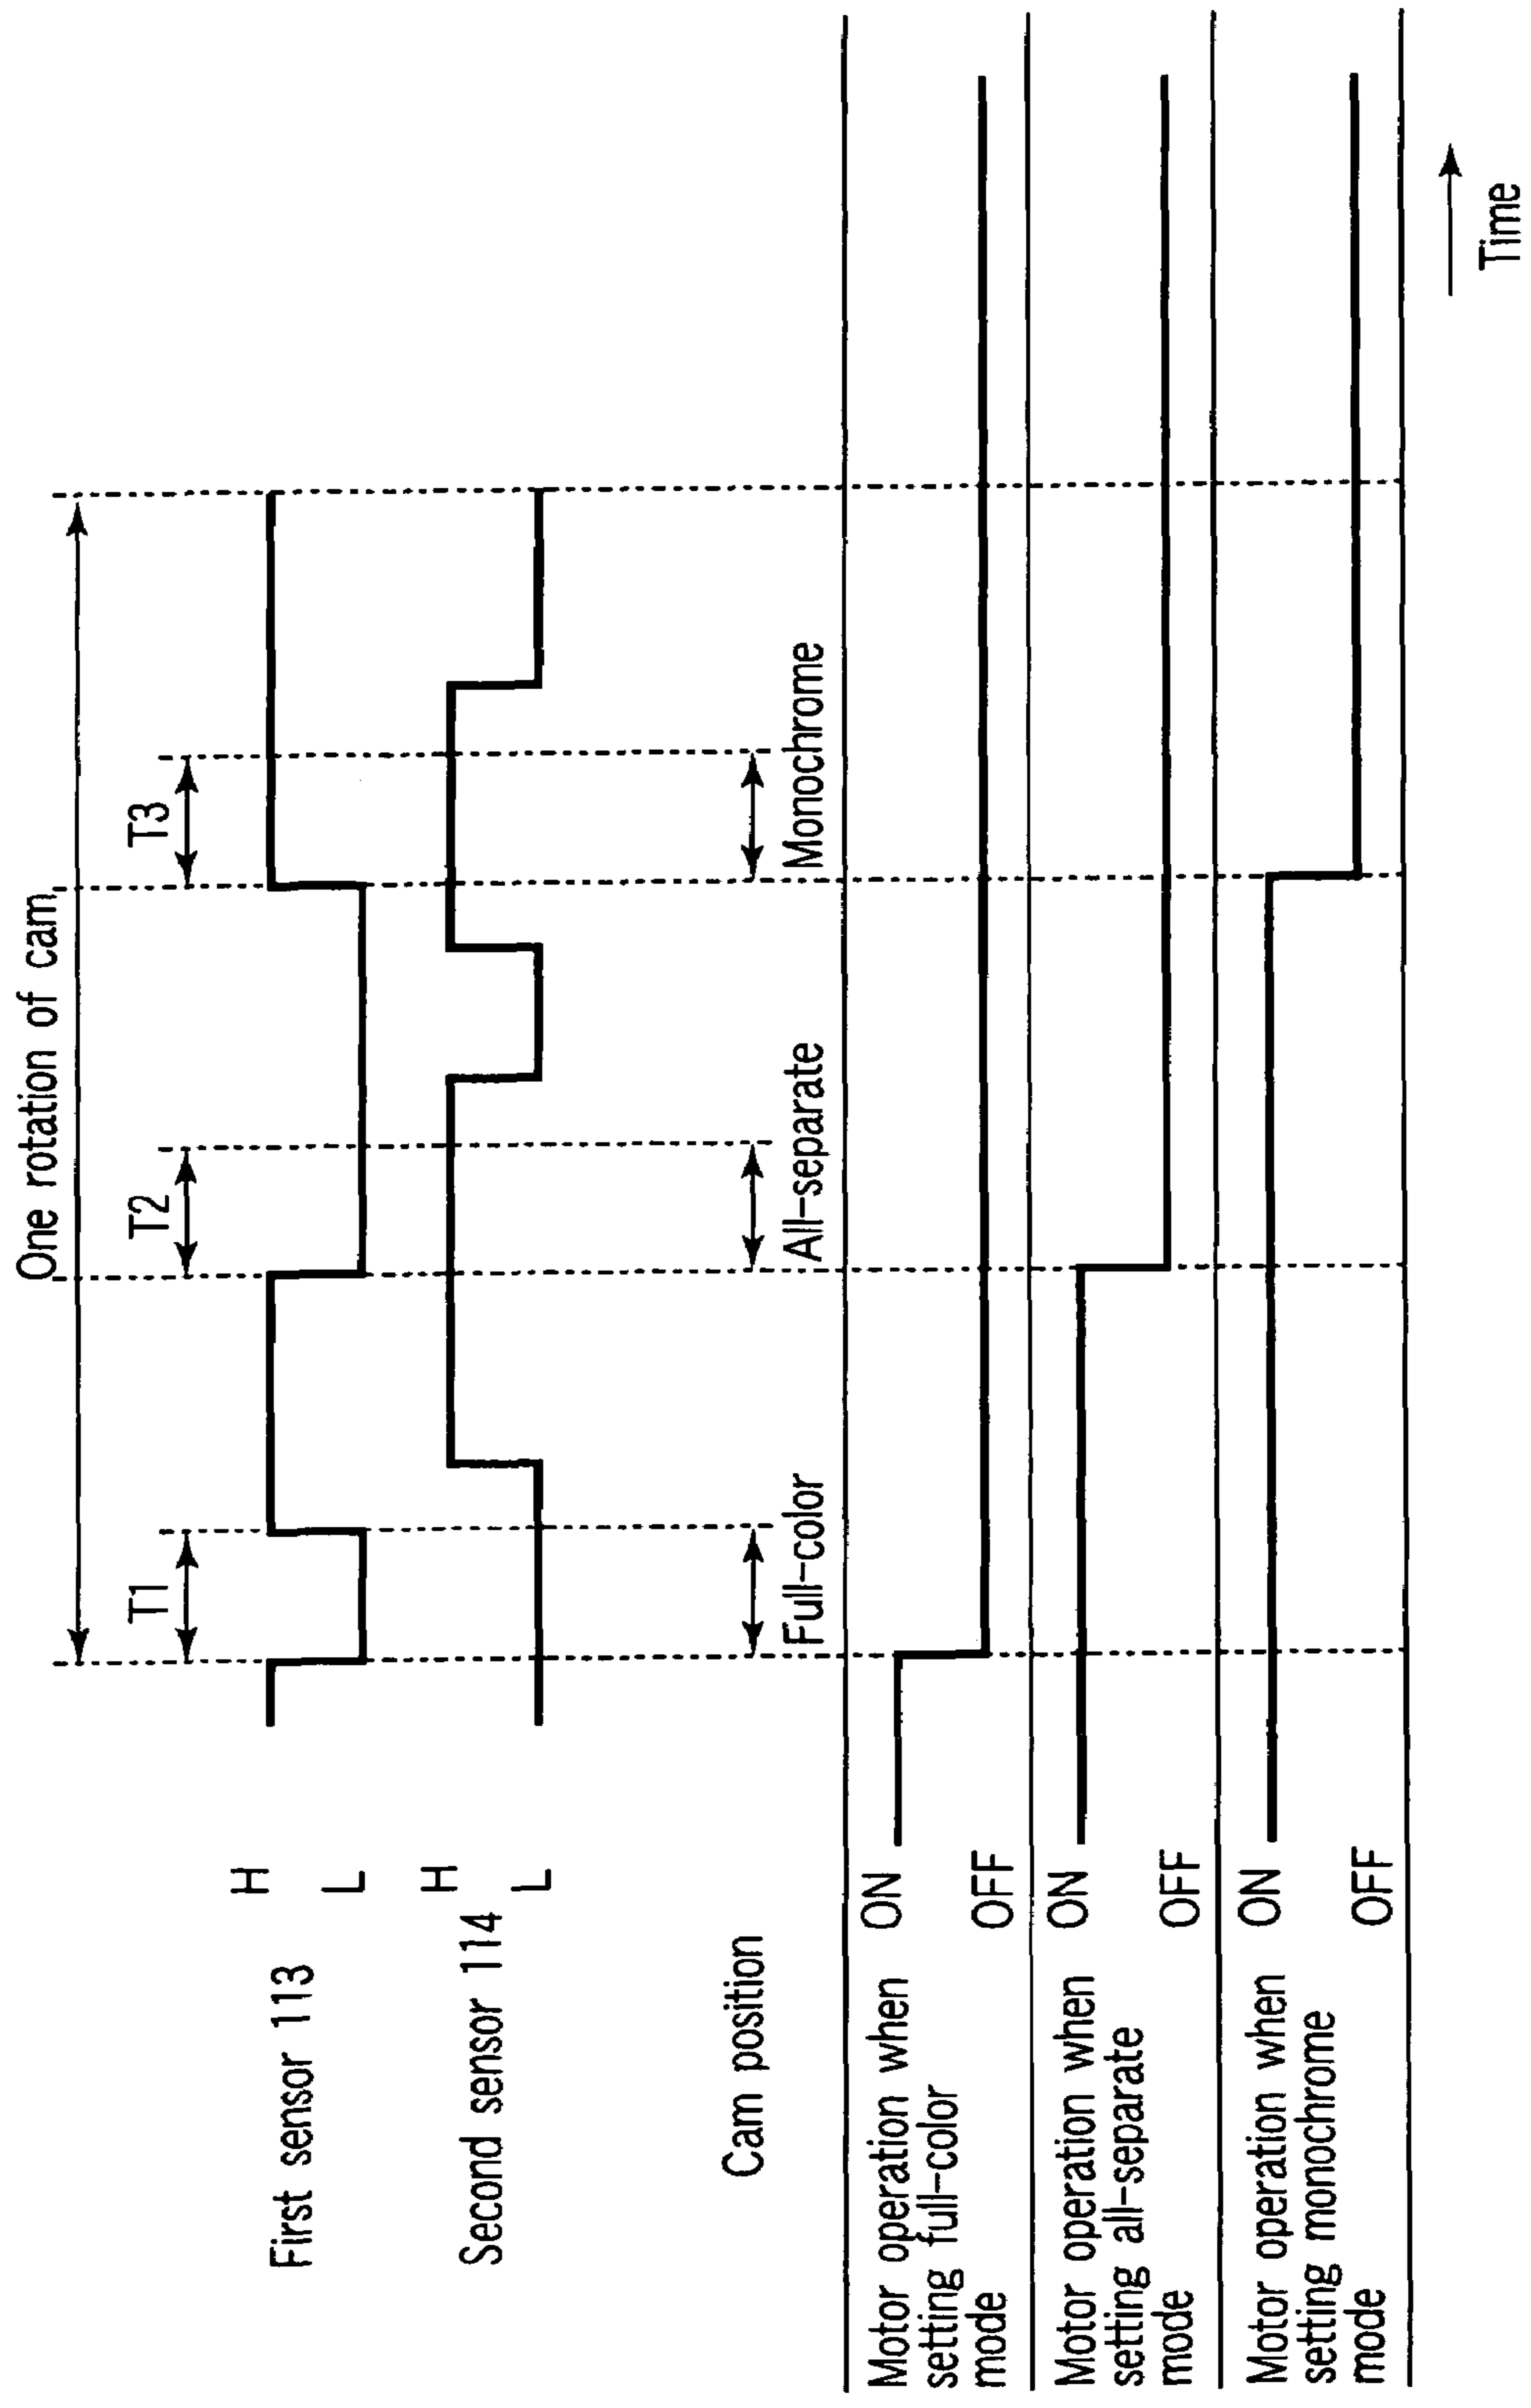 One rotation of cam
T1
T2
T3
First sensor 113
H
L
Second sensor 114
H
L
Cam position
Full-color
All-separate
Monochrome
Motor operation when
setting full-color
mode
ON
OFF
Motor operation when
setting all-separate
mode
ON
OFF
Motor operation when
setting monochrome
mode
ON
OFF
Time